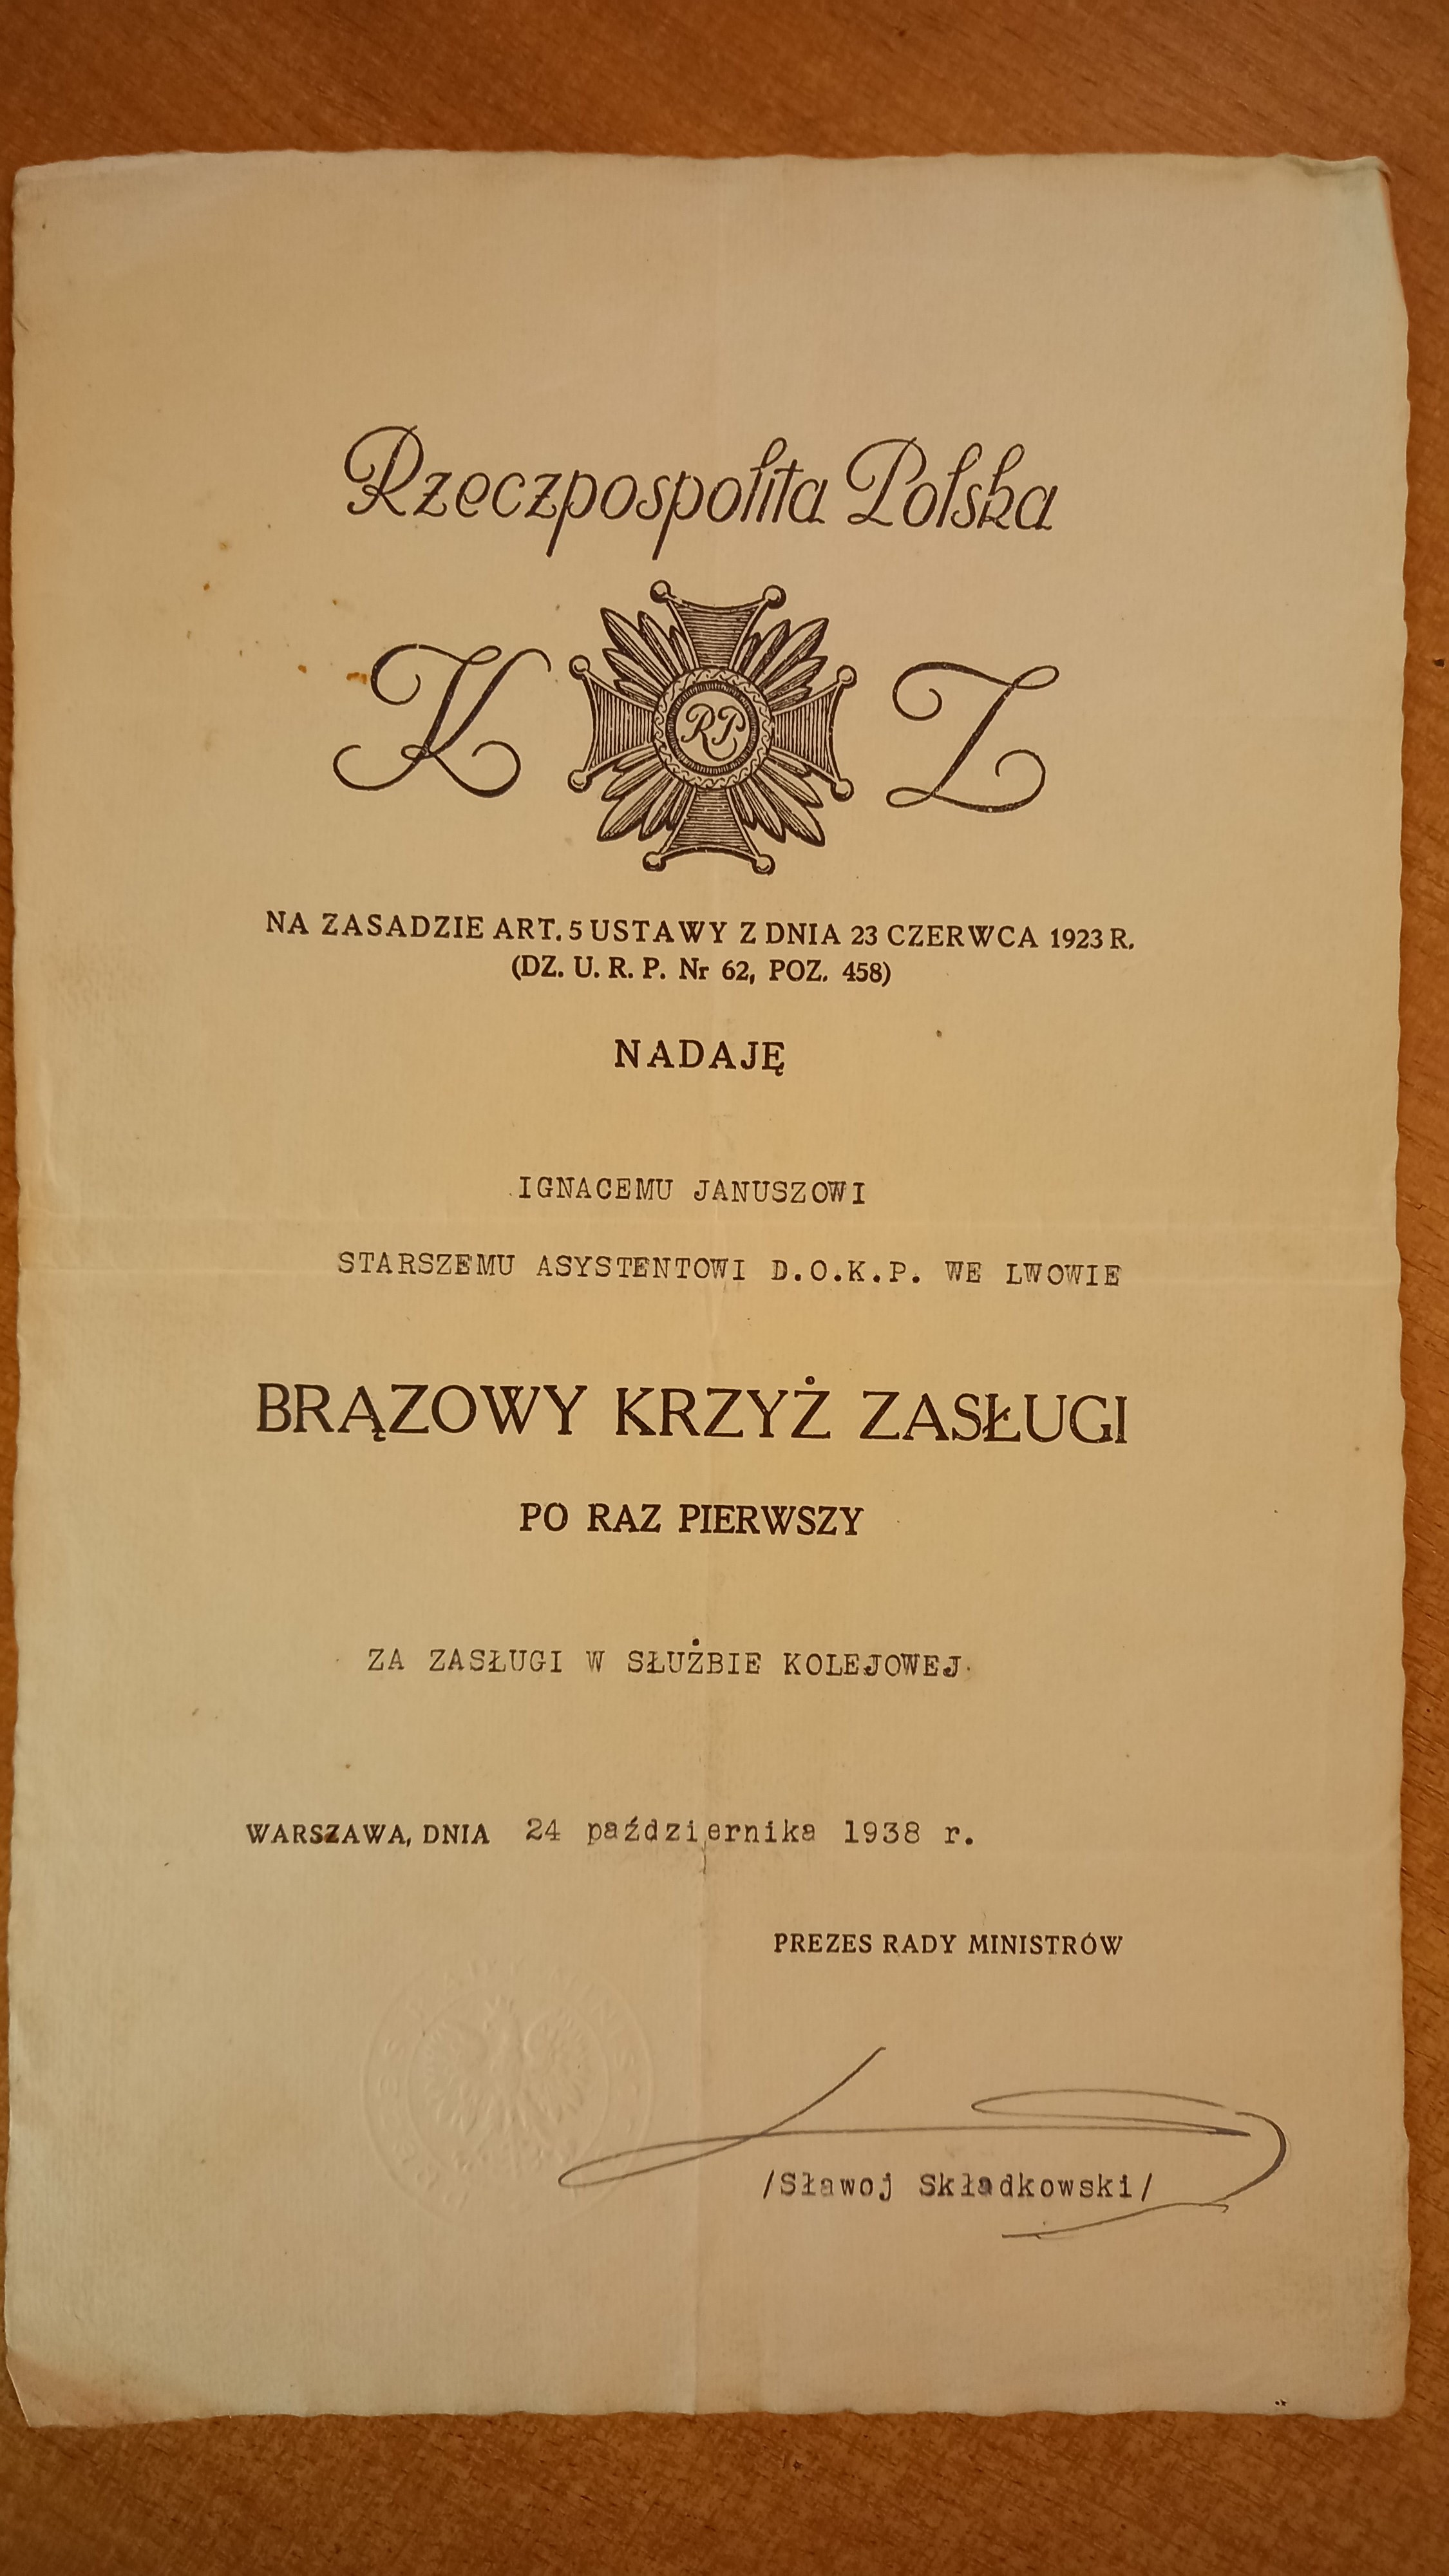 Rzeczpospolita Polska
K RP Z
NA ZASADZIE ART. 5 USTAWY Z DNIA 23 CZERWCA 1923 R.
(DZ. U. R. P. Nr 62, POZ. 458)
NADAJĘ
IGNACEMU JANUSZOWI
STARSZEMU ASYSTENTOWI D.O.K.P. WE LWOWIE
BRĄZOWY KRZYŻ ZASŁUGI
PO RAZ PIERWSZY
ZA ZASŁUGI W SŁUŻBIE KOLEJOWEJ
WARSZAWA, DNIA 24 października 1938 r.
PREZES RADY MINISTRÓW
/Sławoj Składkowski/